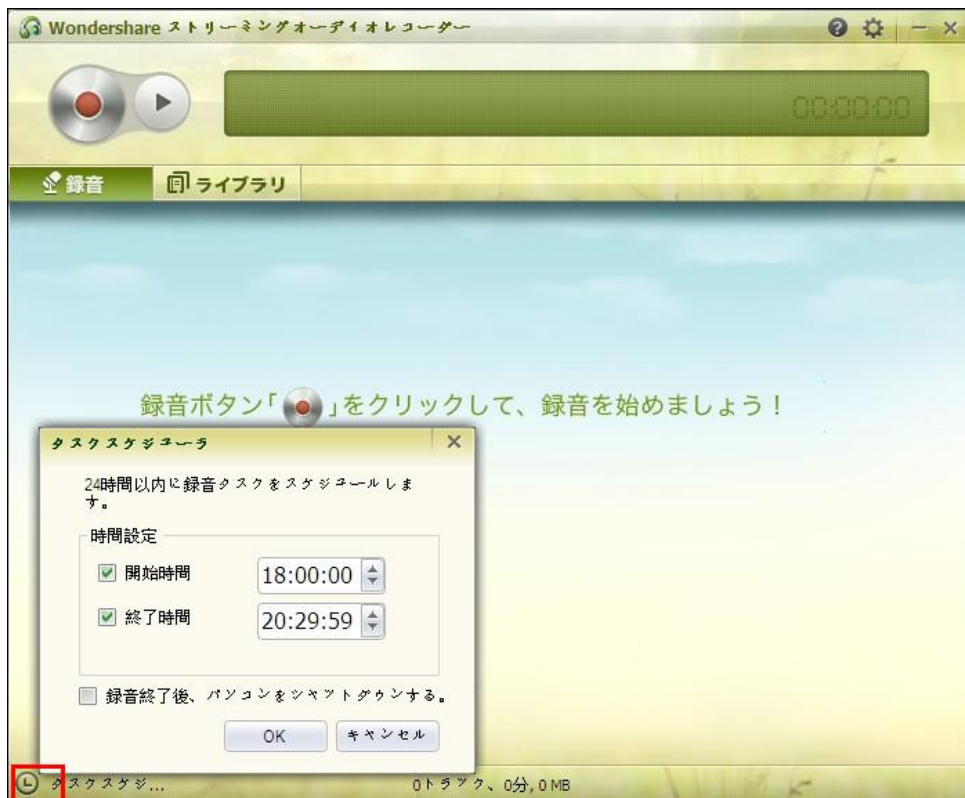 Wondershare ストリーミングオーディオレコーダー
00:00:00
録音
ライブラリ
録音ボタン「 」をクリックして、録音を始めましょう！
タスクスケジューラ
24時間以内に録音タスクをスケジュールしま
す。
時間設定
開始時間 18:00:00
終了時間 20:29:59
録音終了後、パソコンをシャットダウンする。
OK キャンセル
タスクスケジ... 0トラック、0分, 0 MB